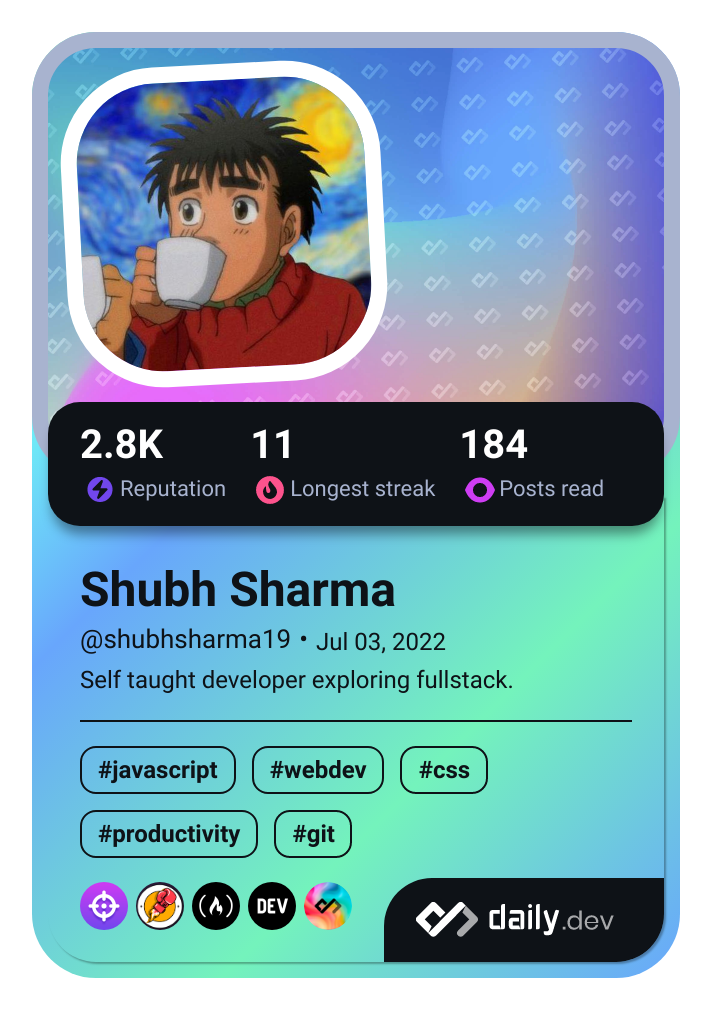 2.8K 11 184
Reputation Longest streak Posts read
Shubh Sharma
@shubhsharma19 • Jul 03, 2022
Self taught developer exploring fullstack.
#javascript #webdev #css
#productivity #git
DEV
daily.dev